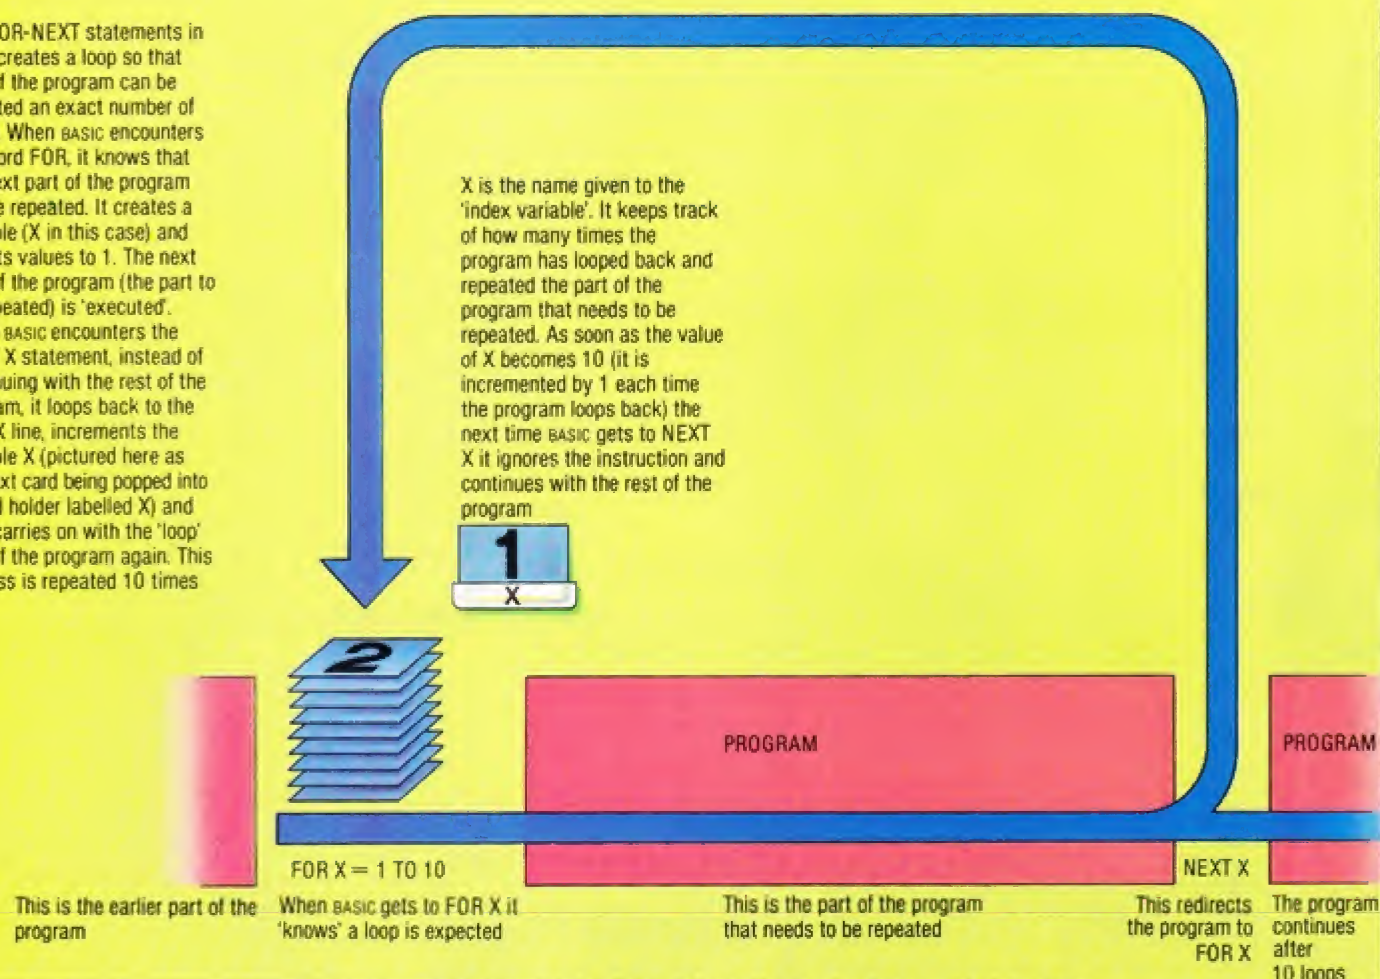 OR-NEXT statements in
creates a loop so that
f the program can be
ted an exact number of
. When BASIC encounters
ord FOR, it knows that
ext part of the program
e repeated. It creates a
ble (X in this case) and
ts values to 1. The next
f the program (the part to
peated) is 'executed'.
BASIC encounters the
X statement, instead of
uing with the rest of the
am, it loops back to the
X line, increments the
ble X (pictured here as
xt card being popped into
d holder labelled X) and
carries on with the 'loop'
f the program again. This
ss is repeated 10 times
X is the name given to the
'index variable'. It keeps track
of how many times the
program has looped back and
repeated the part of the
program that needs to be
repeated. As soon as the value
of X becomes 10 (it is
incremented by 1 each time
the program loops back) the
next time BASIC gets to NEXT
X it ignores the instruction and
continues with the rest of the
program
1
X
2
PROGRAM
PROGRAM
FOR X = 1 TO 10
NEXT X
This is the earlier part of the
program
When BASIC gets to FOR X it
'knows' a loop is expected
This is the part of the program
that needs to be repeated
This redirects
the program to
FOR X
The program
continues
after
10 loops